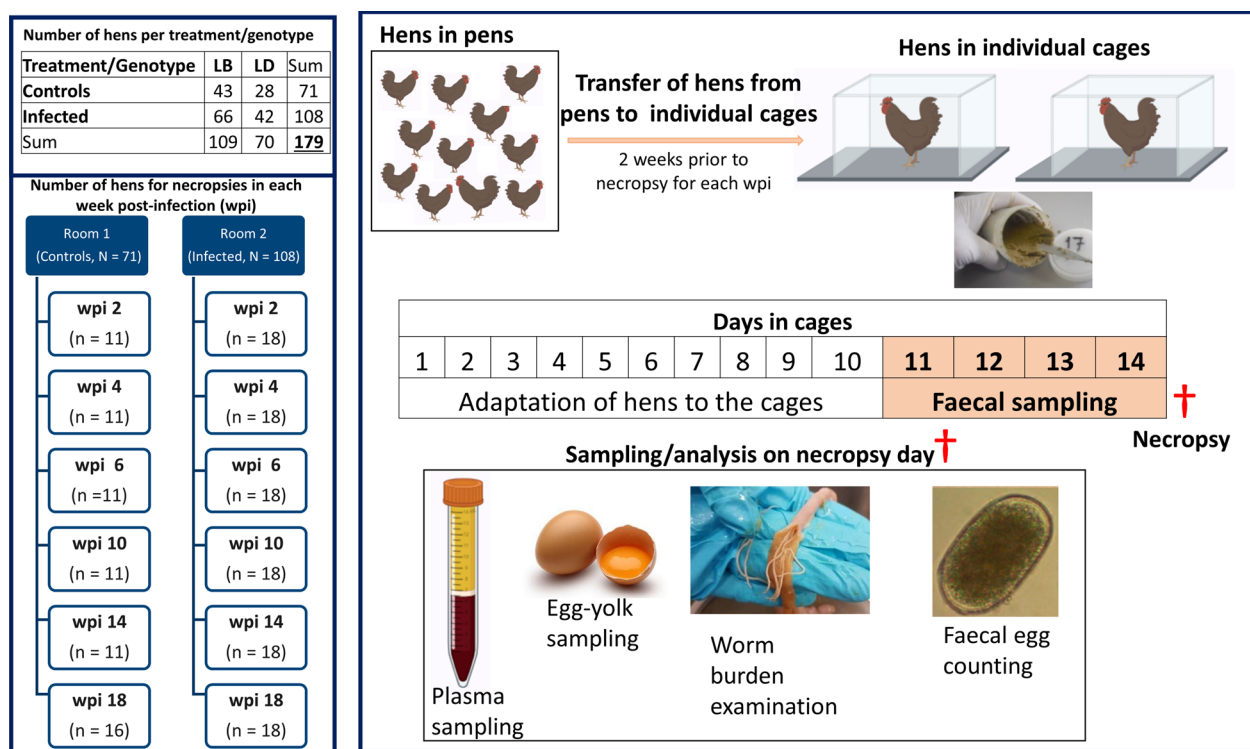 Number of hens per treatment/genotype
Treatment/Genotype LB LD Sum
Controls 43 28 71
Infected 66 42 108
Sum 109 70 179
Number of hens for necropsies in each
week post-infection (wpi)
Room 1
(Controls, N = 71)
Room 2
(Infected, N = 108)
wpi 2
(n = 11)
wpi 2
(n = 18)
wpi 4
(n = 11)
wpi 4
(n = 18)
wpi 6
(n =11)
wpi 6
(n = 18)
wpi 10
(n = 11)
wpi 10
(n = 18)
wpi 14
(n = 11)
wpi 14
(n = 18)
wpi 18
(n = 16)
wpi 18
(n = 18)
Hens in pens
Transfer of hens from
pens to individual cages
2 weeks prior to
necropsy for each wpi
Hens in individual cages
17
Days in cages
1 2 3 4 5 6 7 8 9 10 11 12 13 14
Adaptation of hens to the cages
Faecal sampling
Necropsy
Sampling/analysis on necropsy day
Plasma
sampling
Egg-yolk
sampling
Worm
burden
examination
Faecal egg
counting